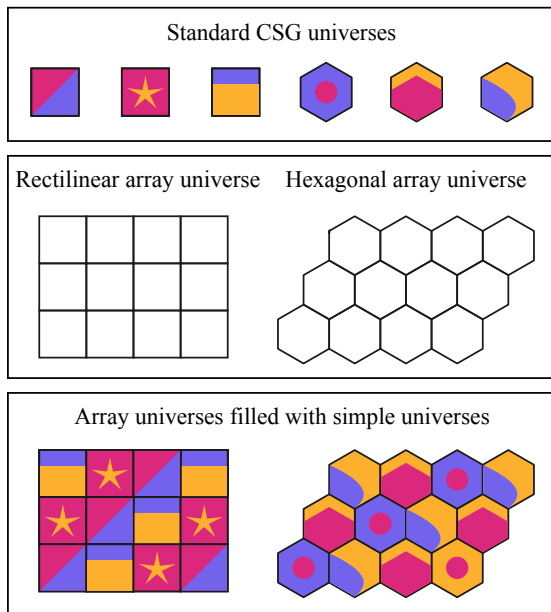 Standard CSG universes
Rectilinear array universe
Hexagonal array universe
Array universes filled with simple universes